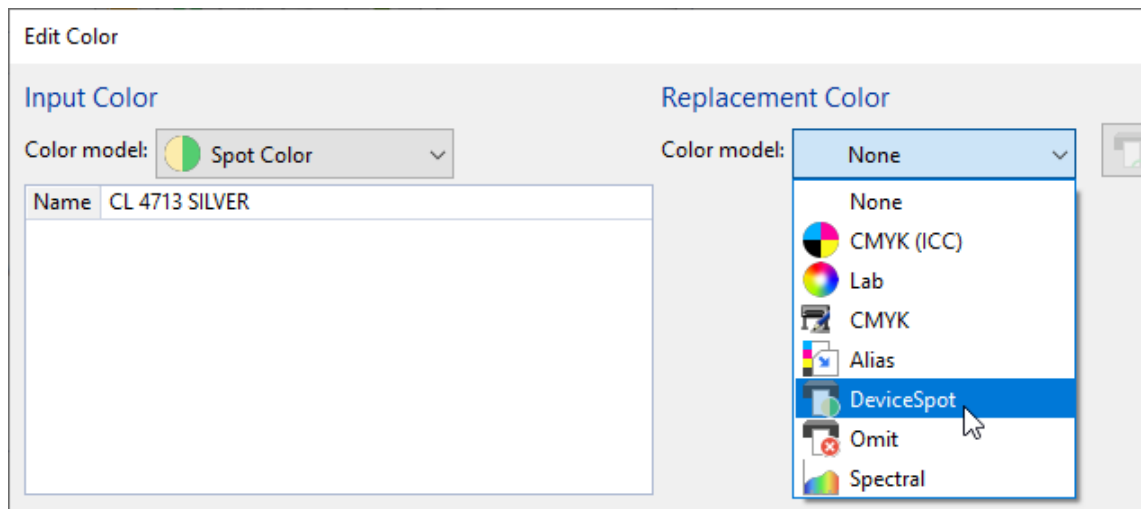 Edit Color
Input Color
Color model: Spot Color
Name CL 4713 SILVER
Replacement Color
Color model: None
None
CMYK (ICC)
Lab
CMYK
Alias
DeviceSpot
Omit
Spectral